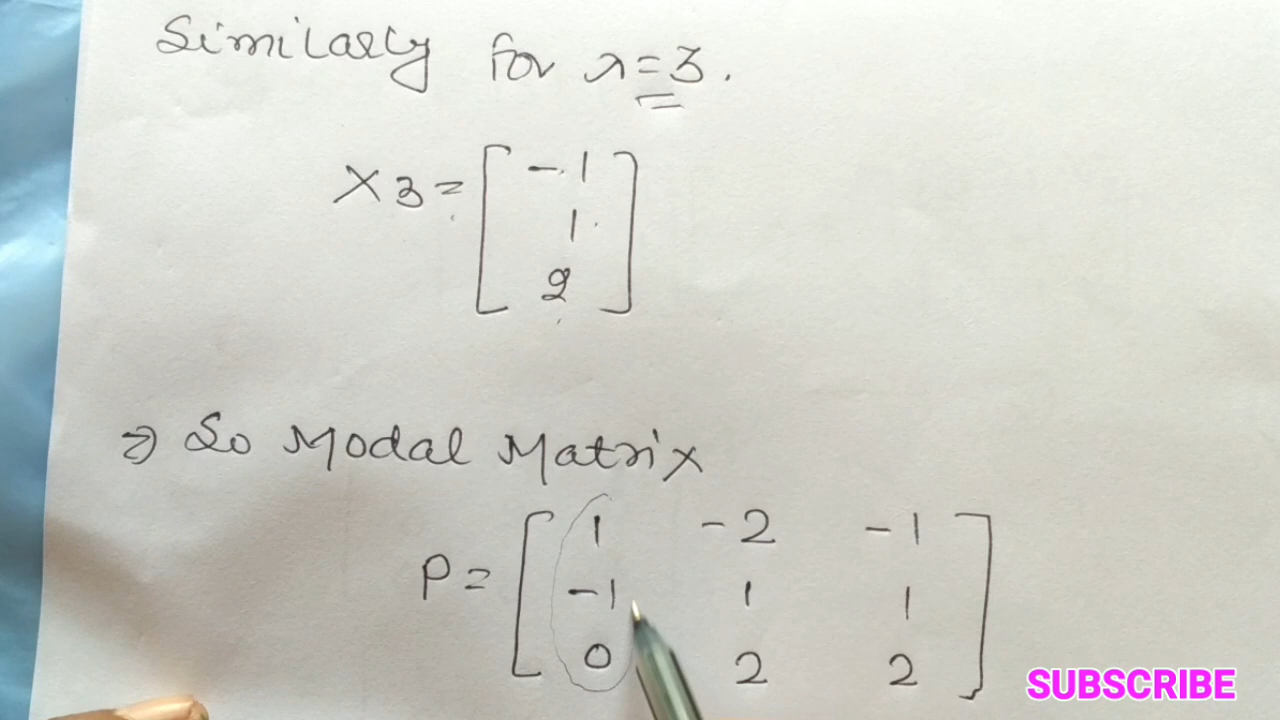 Similarly for λ=3.
X3=[-1
1
2]
⇒ So Modal Matrix
P=[1 -2 -1
-1 1 1
0 2 2]
SUBSCRIBE